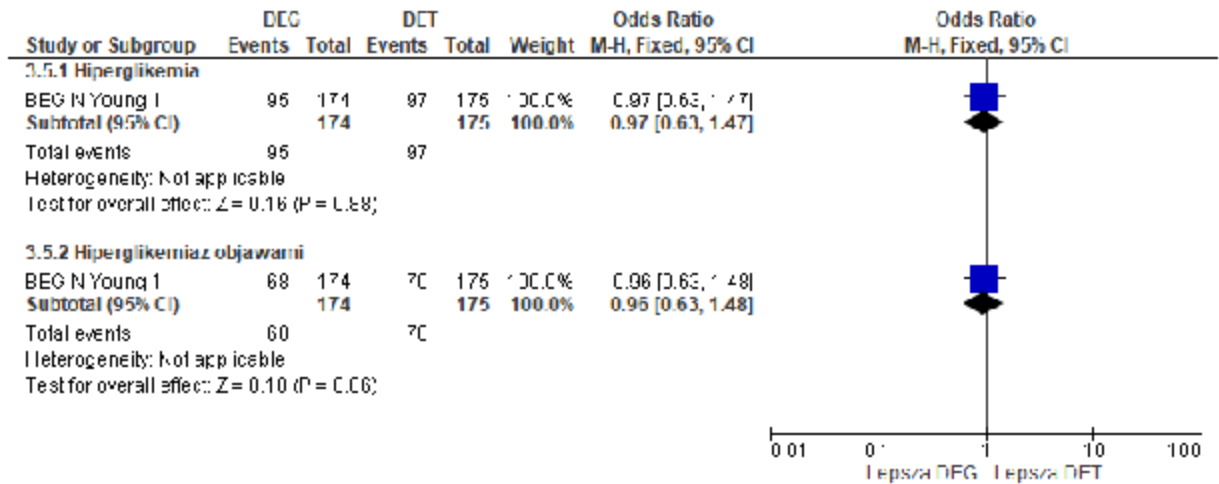 DEG DET Odds Ratio Odds Ratio
Study or Subgroup Events Total Events Total Weight M-H, Fixed, 95% CI M-H, Fixed, 95% CI
3.5.1 Hiperglikemia
BEGIN Young 1 95 174 97 175 100.0% 0.97 [0.63, 1.47]
Subtotal (95% CI) 174 175 100.0% 0.97 [0.63, 1.47]
Total events 95 97
Heterogeneity: Not applicable
Test for overall effect: Z = 0.16 (P = 0.88)
3.5.2 Hiperglikemia z objawami
BEGIN Young 1 68 174 70 175 100.0% 0.96 [0.63, 1.48]
Subtotal (95% CI) 174 175 100.0% 0.96 [0.63, 1.48]
Total events 70
Heterogeneity: Not applicable
Test for overall effect: Z =
0.01 0.1 1 10 100
Lepsza DEG Lepsza DET